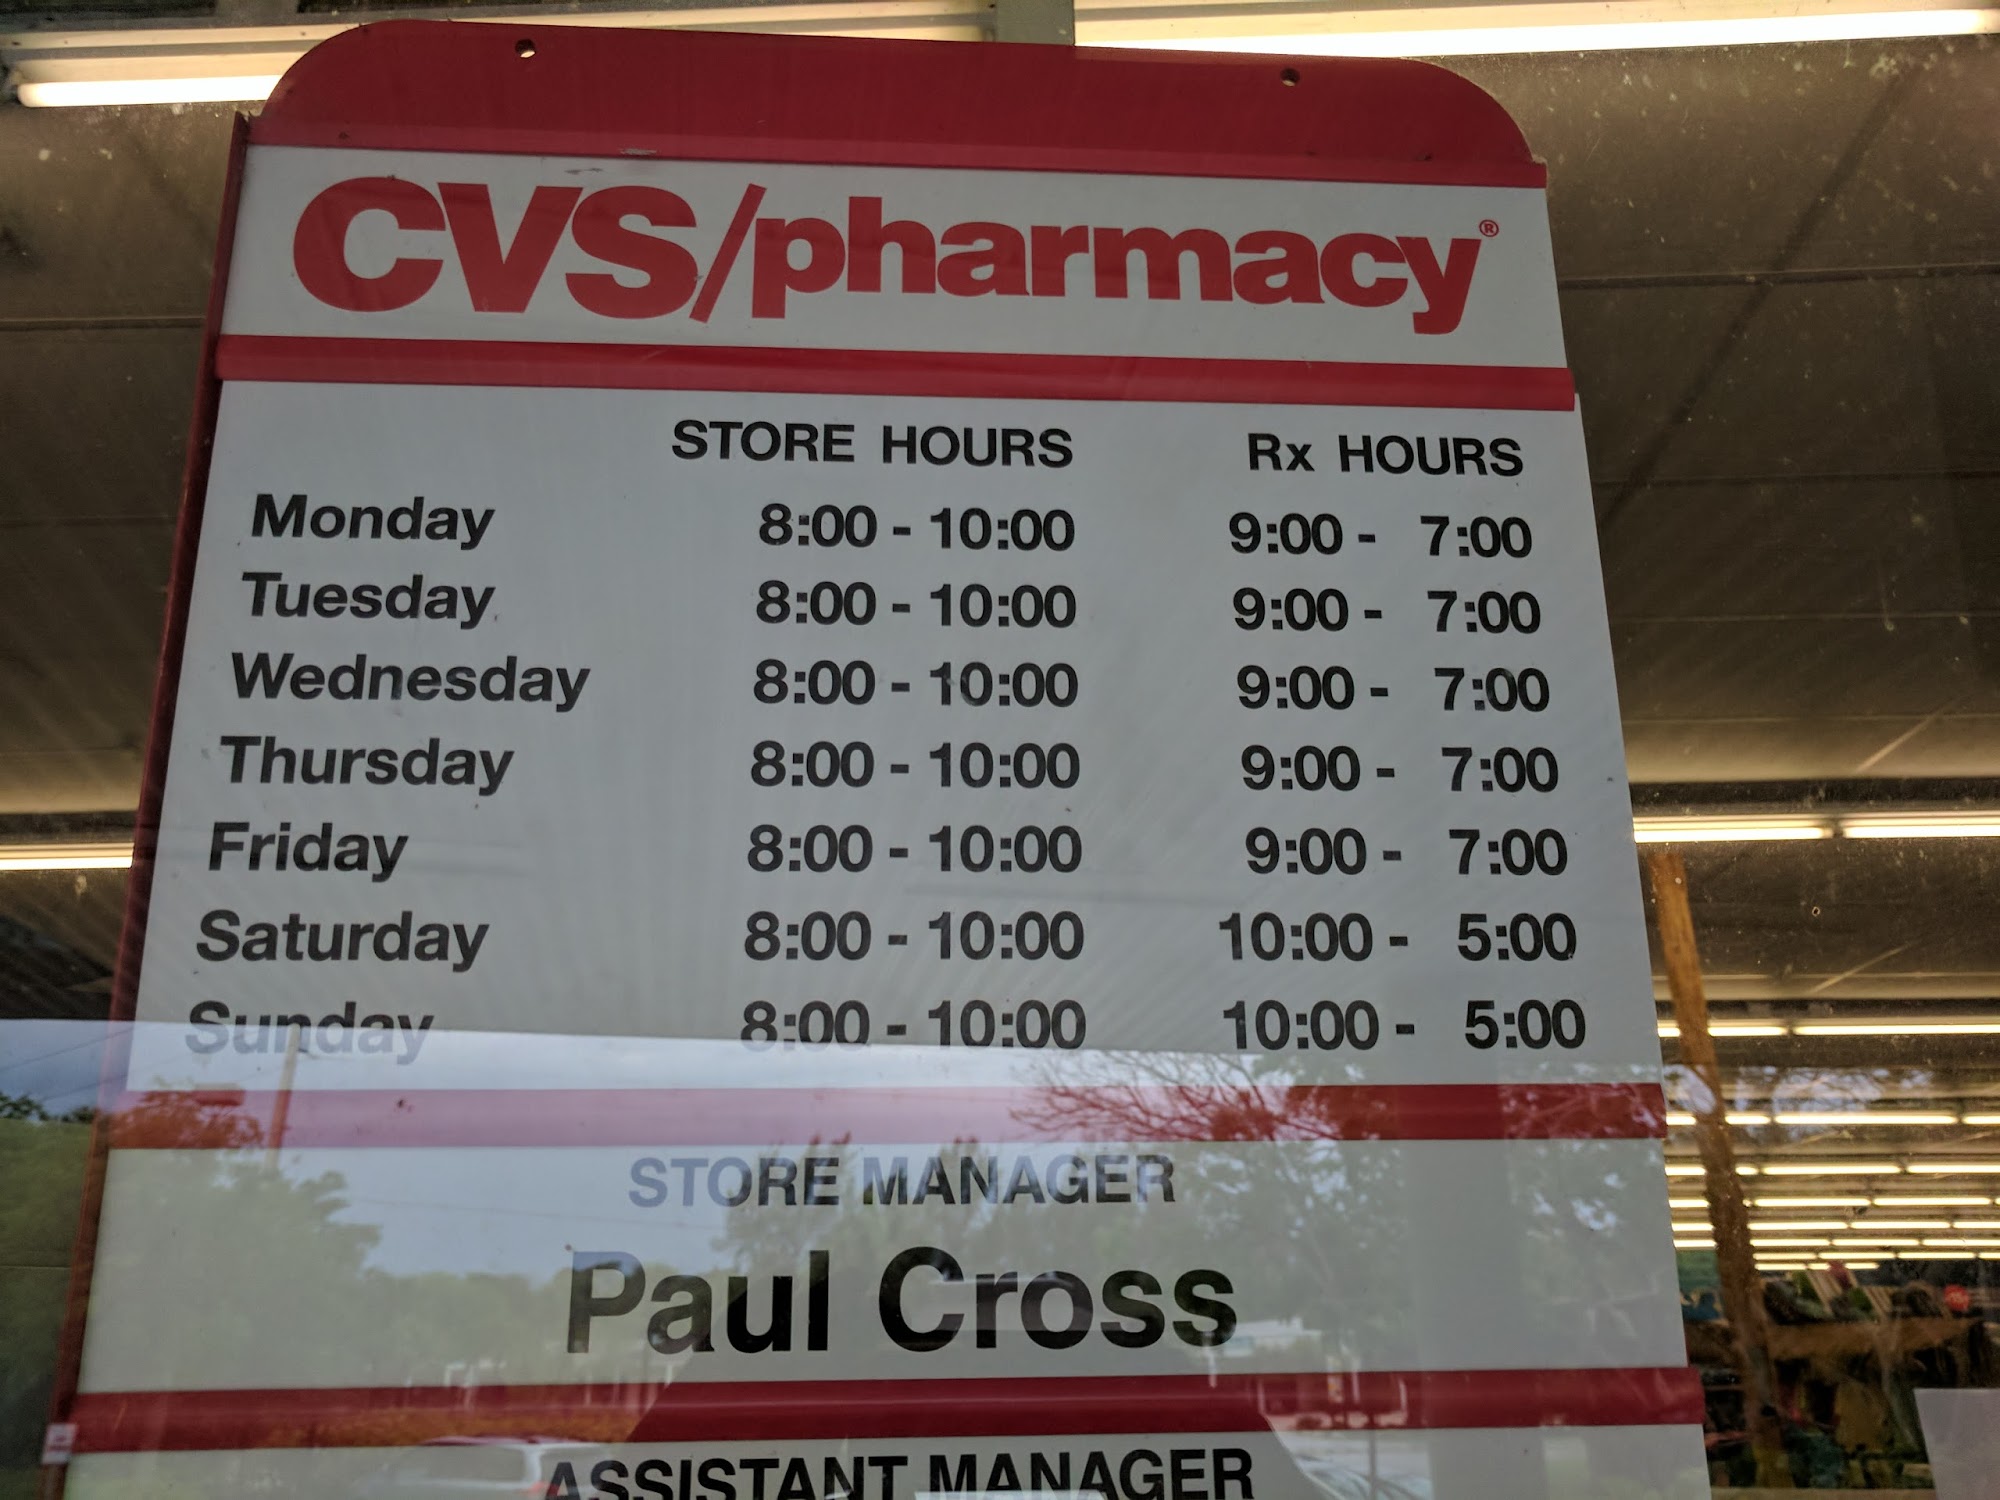 CVS/pharmacy®
STORE HOURS Rx HOURS
Monday 8:00 - 10:00 9:00 - 7:00
Tuesday 8:00 - 10:00 9:00 - 7:00
Wednesday 8:00 - 10:00 9:00 - 7:00
Thursday 8:00 - 10:00 9:00 - 7:00
Friday 8:00 - 10:00 9:00 - 7:00
Saturday 8:00 - 10:00 10:00 - 5:00
Sunday 8:00 - 10:00 10:00 - 5:00
STORE MANAGER
Paul Cross
ASSISTANT MANAGER